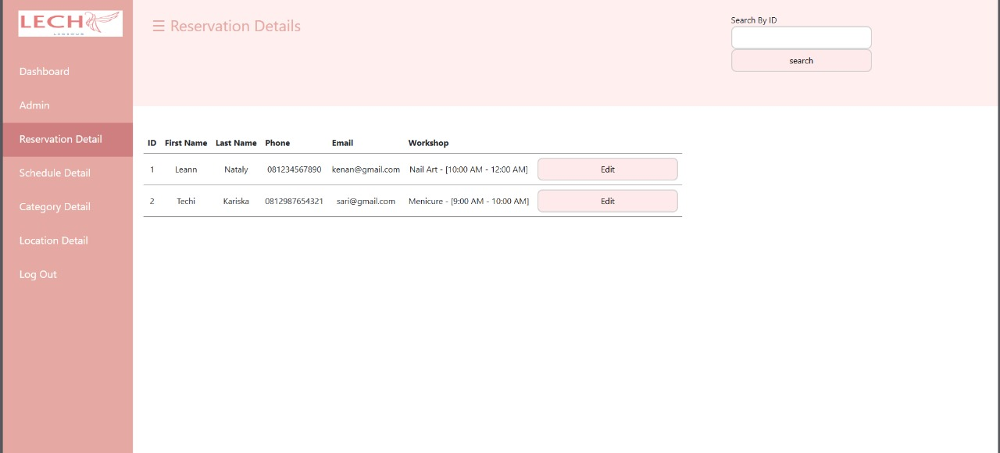 LECH
LICIOUS
Dashboard
Admin
Reservation Detail
Schedule Detail
Category Detail
Location Detail
Log Out
☰ Reservation Details
Search By ID
search
ID First Name Last Name Phone Email Workshop
1 Leann Nataly 081234567890 kenan@gmail.com Nail Art - [10:00 AM - 12:00 AM] Edit
2 Techi Kariska 0812987654321 sari@gmail.com Menicure - [9:00 AM - 10:00 AM] Edit